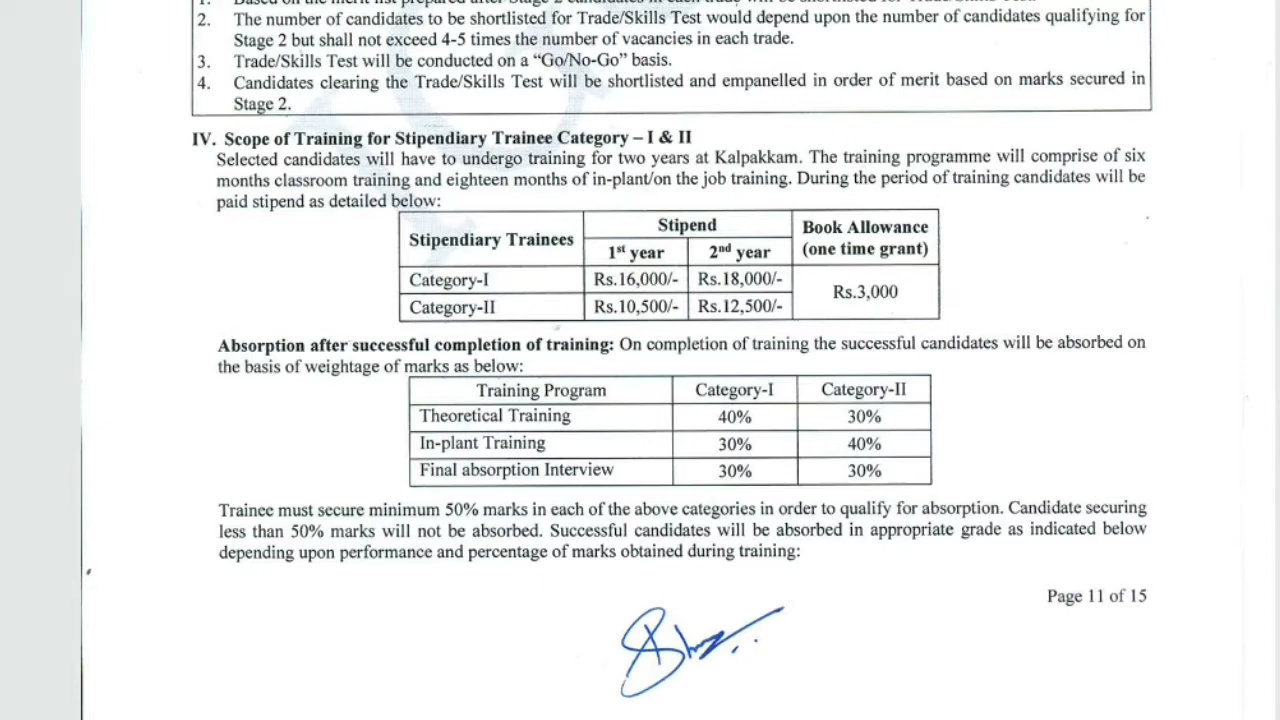 2. The number of candidates to be shortlisted for Trade/Skills Test would depend upon the number of candidates qualifying for
Stage 2 but shall not exceed 4-5 times the number of vacancies in each trade.
3. Trade/Skills Test will be conducted on a “Go/No-Go” basis.
4. Candidates clearing the Trade/Skills Test will be shortlisted and empanelled in order of merit based on marks secured in
Stage 2.
IV. Scope of Training for Stipendiary Trainee Category – I & II
Selected candidates will have to undergo training for two years at Kalpakkam. The training programme will comprise of six
months classroom training and eighteen months of in-plant/on the job training. During the period of training candidates will be
paid stipend as detailed below:
Stipendiary Trainees Stipend Book Allowance (one time grant)
1st year 2nd year
Category-I Rs.16,000/- Rs.18,000/- Rs.3,000
Category-II Rs.10,500/- Rs.12,500/-
Absorption after successful completion of training: On completion of training the successful candidates will be absorbed on
the basis of weightage of marks as below:
Training Program Category-I Category-II
Theoretical Training 40% 30%
In-plant Training 30% 40%
Final absorption Interview 30% 30%
Trainee must secure minimum 50% marks in each of the above categories in order to qualify for absorption. Candidate securing
less than 50% marks will not be absorbed. Successful candidates will be absorbed in appropriate grade as indicated below
depending upon performance and percentage of marks obtained during training:
Page 11 of 15